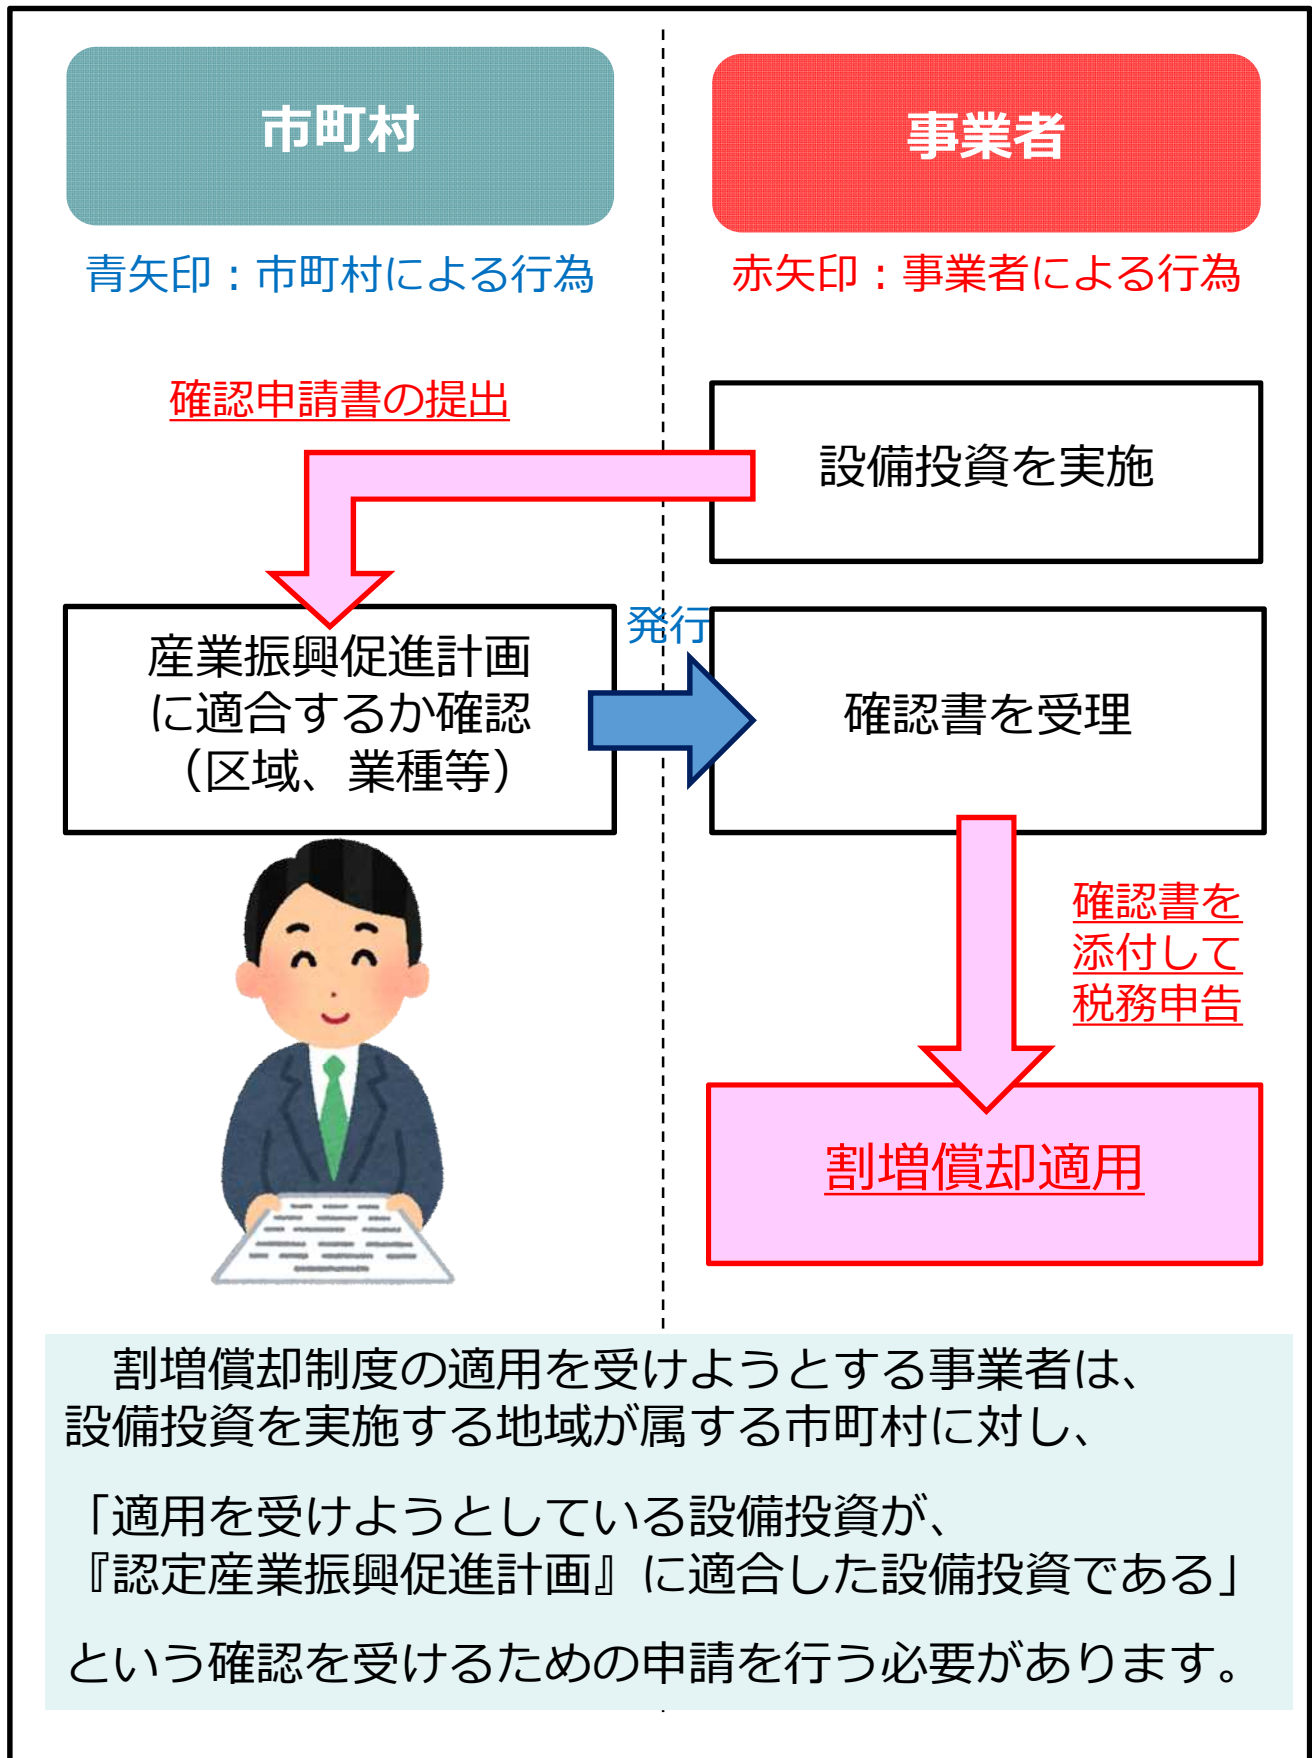 市町村
事業者
青矢印：市町村による行為
赤矢印：事業者による行為
確認申請書の提出
設備投資を実施
産業振興促進計画
に適合するか確認
（区域、業種等）
発行
確認書を受理
確認書を
添付して
税務申告
割増償却適用
割増償却制度の適用を受けようとする事業者は、
設備投資を実施する地域が属する市町村に対し、
「適用を受けようとしている設備投資が、
『認定産業振興促進計画』に適合した設備投資である」
という確認を受けるための申請を行う必要があります。